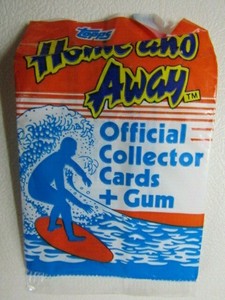 Topps
Home and
Away TM
Official
Collector
Cards
+ Gum